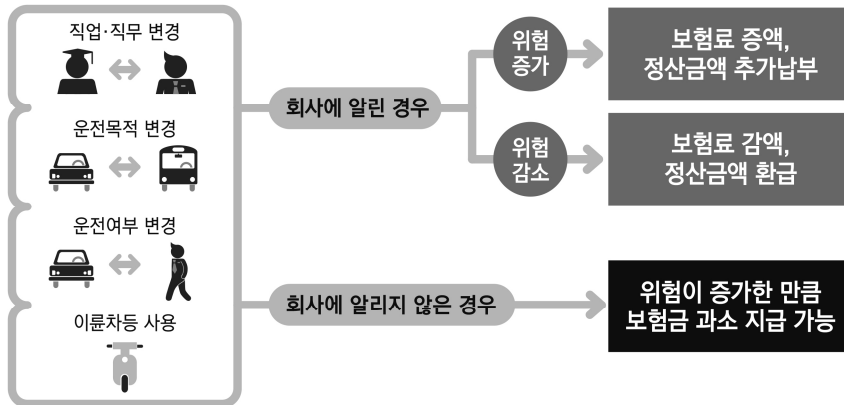 직업·직무 변경
운전목적 변경
운전여부 변경
이륜차등 사용
회사에 알린 경우
위험
증가
보험료 증액,
정산금액 추가납부
위험
감소
보험료 감액,
정산금액 환급
회사에 알리지 않은 경우
위험이 증가한 만큼
보험금 과소 지급 가능